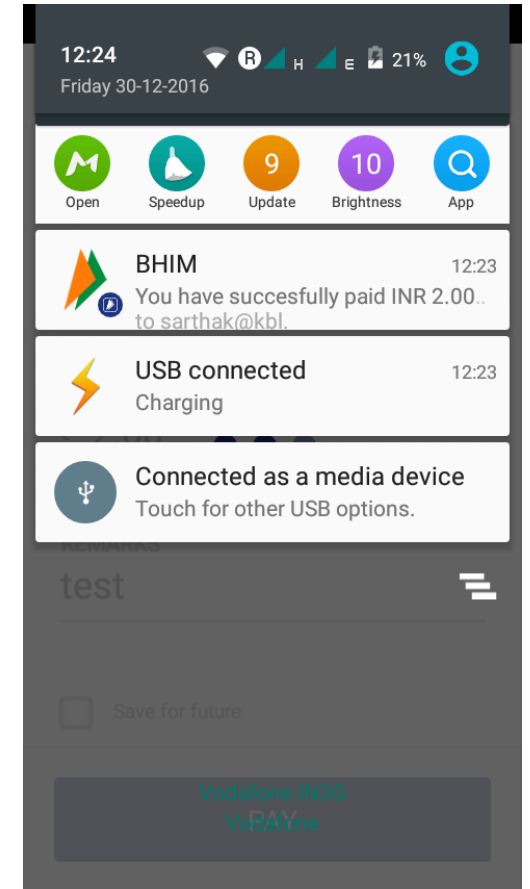 12:24
R H E 21%
Friday 30-12-2016
9 10
Open Speedup Update Brightness App
BHIM 12:23
You have succesfully paid INR 2.00..
to sarthak@kbl.
USB connected 12:23
Charging
Connected as a media device
Touch for other USB options.
REMARKS
test
Save for future
Vodafone IN3G
PAY
Vodafone